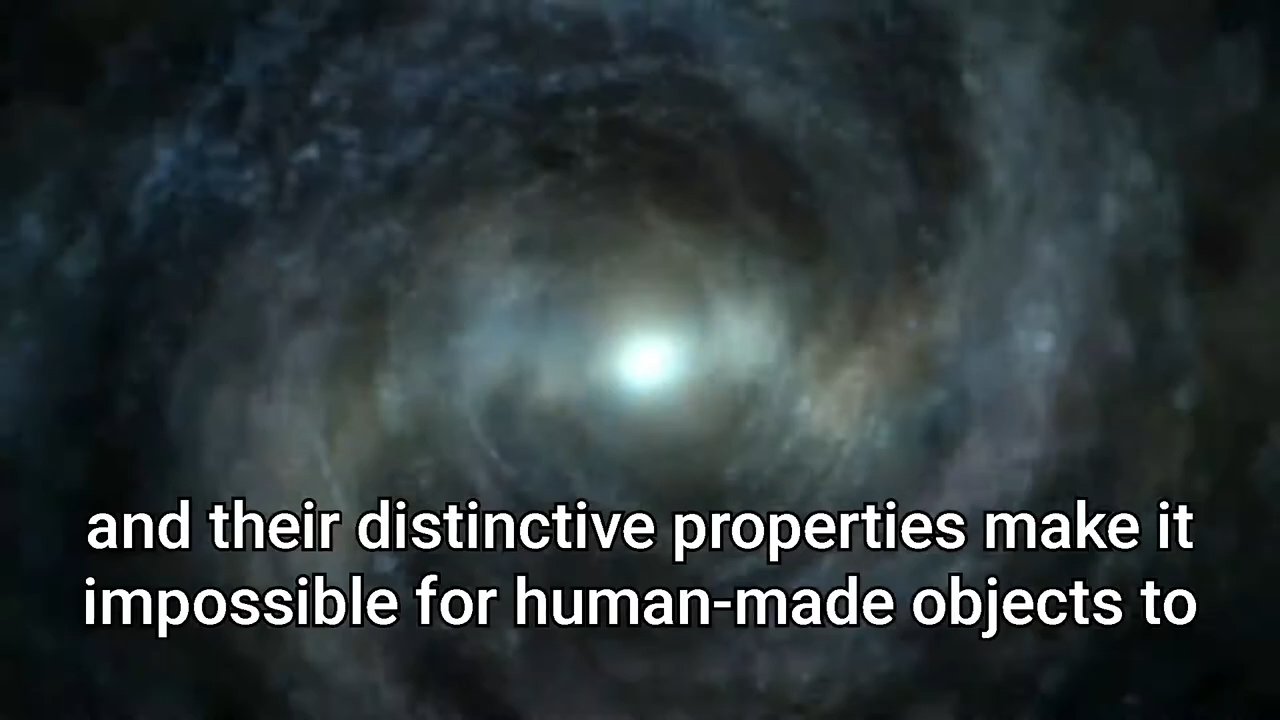 and their distinctive properties make it
impossible for human-made objects to